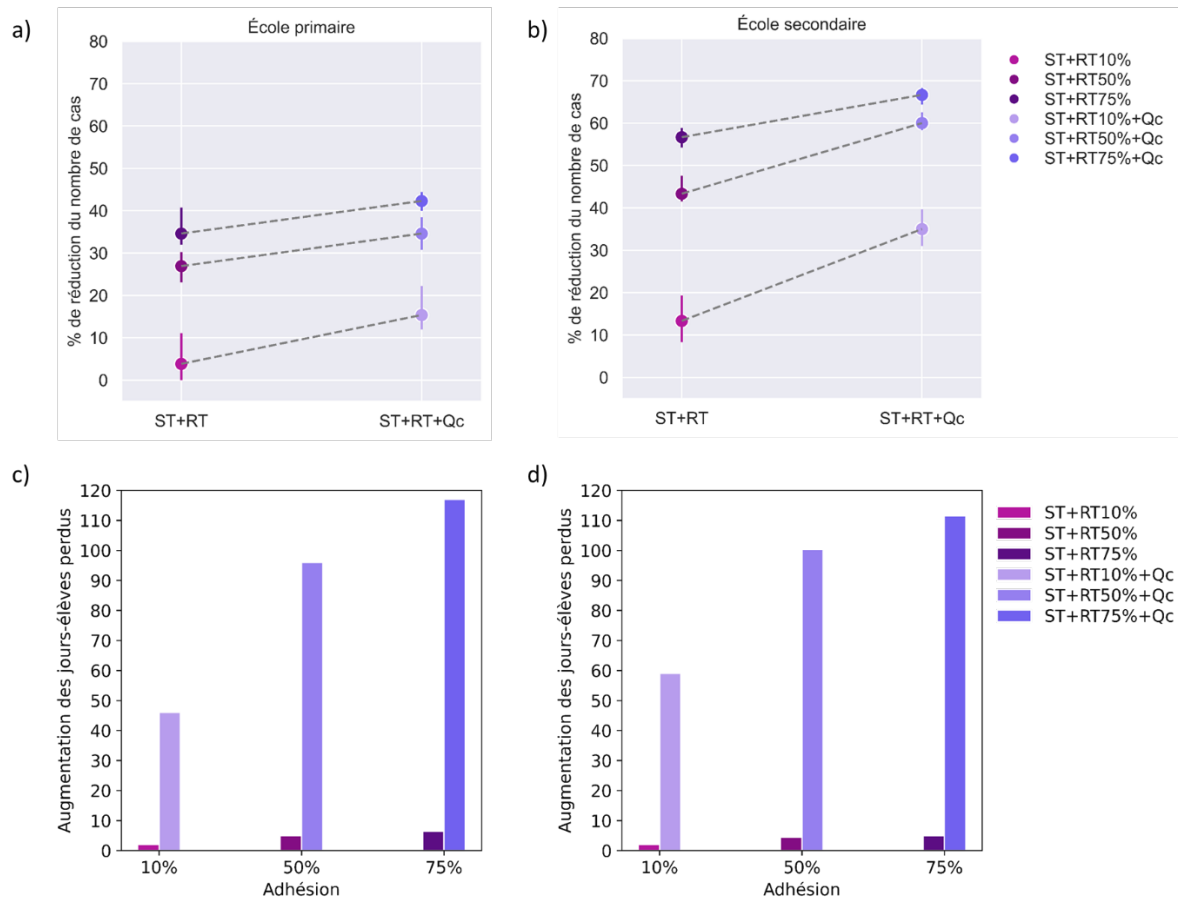 a)
École primaire
80
70
60
50
40
30
20
10
0
% de réduction du nombre de cas
ST+RT
ST+RT+Qc
b)
École secondaire
80
70
60
50
40
30
20
10
0
% de réduction du nombre de cas
ST+RT
ST+RT+Qc
ST+RT10%
ST+RT50%
ST+RT75%
ST+RT10%+Qc
ST+RT50%+Qc
ST+RT75%+Qc
c)
120
110
100
90
80
70
60
50
40
30
20
10
0
Augmentation des jours-élèves perdus
10%
50%
75%
Adhésion
d)
120
110
100
90
80
70
60
50
40
30
20
10
0
Augmentation des jours-élèves perdus
10%
50%
75%
Adhésion
ST+RT10%
ST+RT50%
ST+RT75%
ST+RT10%+Qc
ST+RT50%+Qc
ST+RT75%+Qc